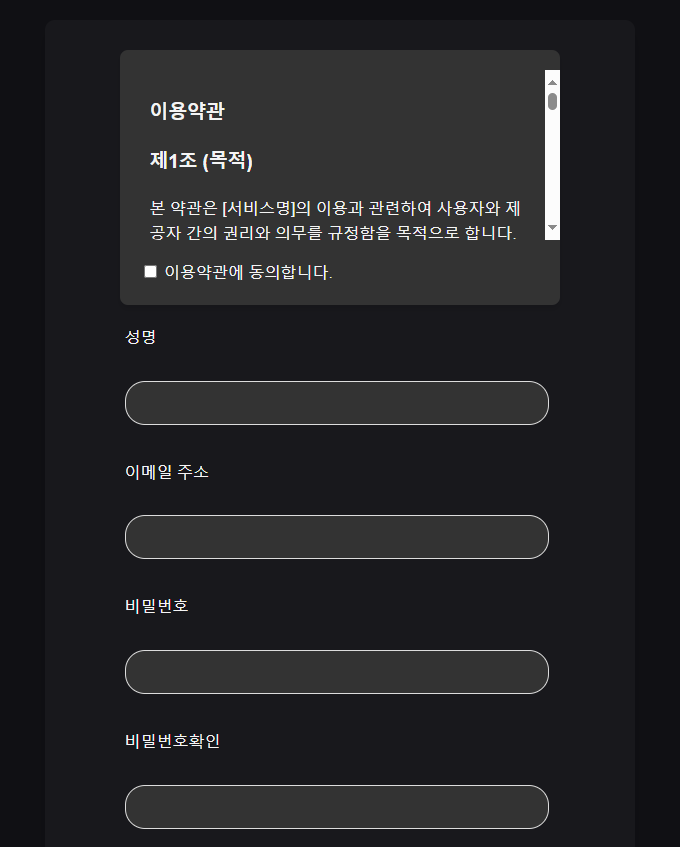 이용약관
제1조 (목적)
본 약관은 [서비스명]의 이용과 관련하여 사용자와 제
공자 간의 권리와 의무를 규정함을 목적으로 합니다.
이용약관에 동의합니다.
성명
이메일 주소
비밀번호
비밀번호확인